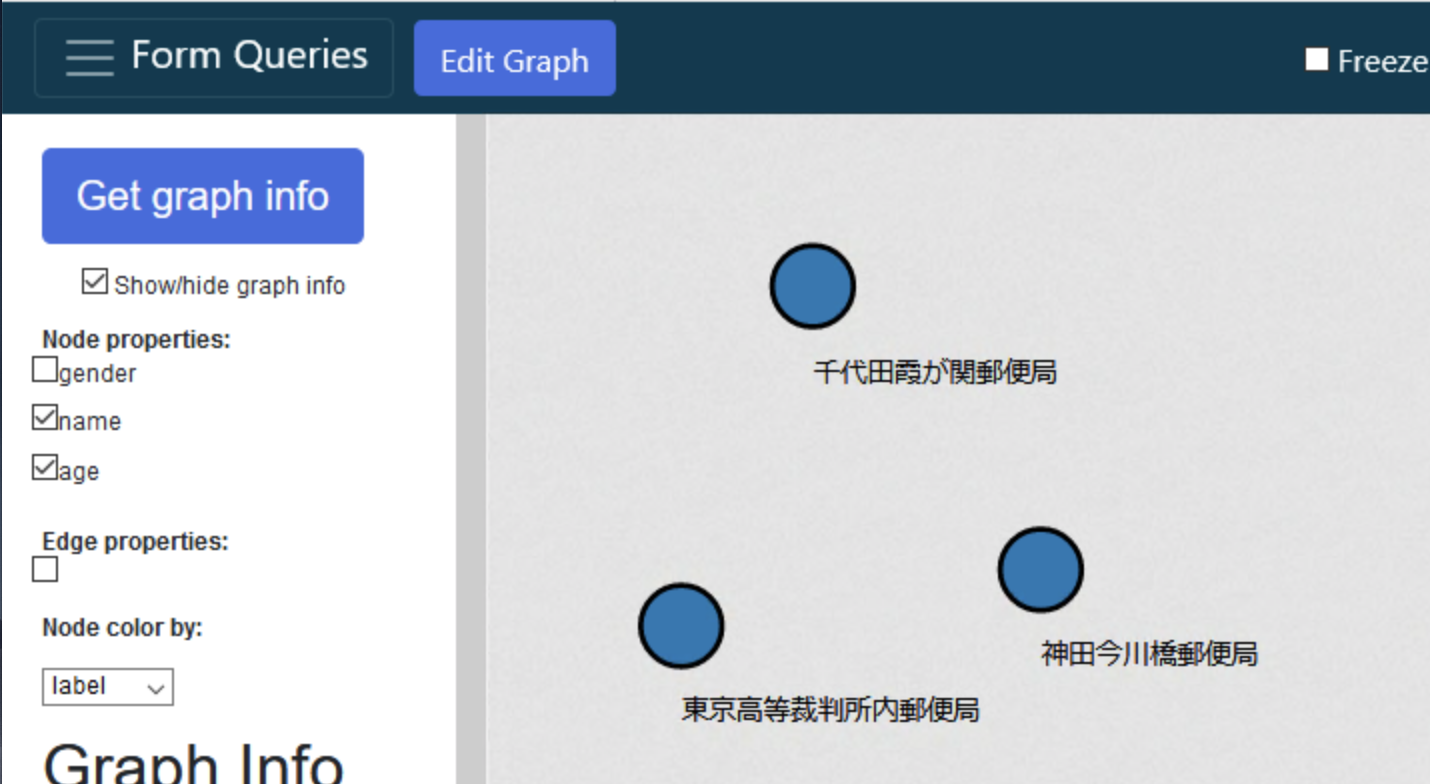 Form Queries
Edit Graph
Freeze
Get graph info
Show/hide graph info
Node properties:
gender
name
age
Edge properties:
Node color by:
label
Graph Info
千代田霞が関郵便局
神田今川橋郵便局
東京高等裁判所内郵便局